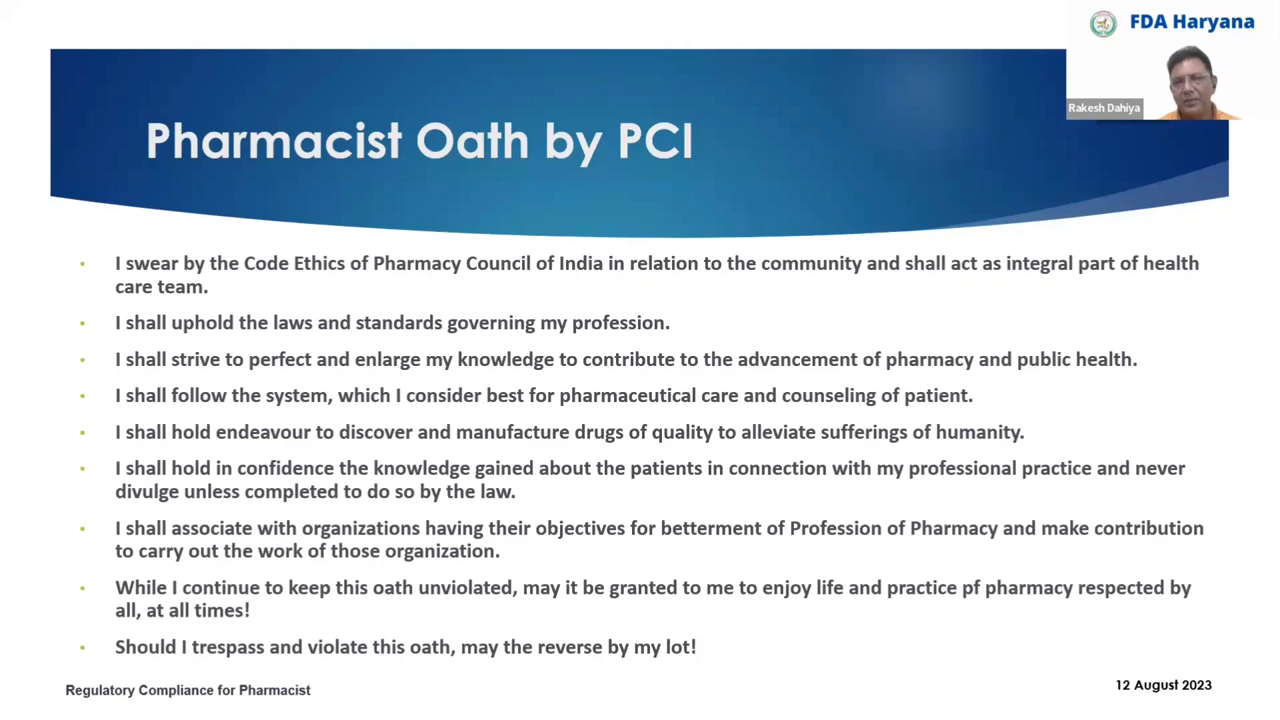 FDA Haryana
Rakesh Dahiya
Pharmacist Oath by PCI
• I swear by the Code Ethics of Pharmacy Council of India in relation to the community and shall act as integral part of health
care team.
• I shall uphold the laws and standards governing my profession.
• I shall strive to perfect and enlarge my knowledge to contribute to the advancement of pharmacy and public health.
• I shall follow the system, which I consider best for pharmaceutical care and counseling of patient.
• I shall hold endeavour to discover and manufacture drugs of quality to alleviate sufferings of humanity.
• I shall hold in confidence the knowledge gained about the patients in connection with my professional practice and never
divulge unless completed to do so by the law.
• I shall associate with organizations having their objectives for betterment of Profession of Pharmacy and make contribution
to carry out the work of those organization.
• While I continue to keep this oath unviolated, may it be granted to me to enjoy life and practice pf pharmacy respected by
all, at all times!
• Should I trespass and violate this oath, may the reverse by my lot!
Regulatory Compliance for Pharmacist
12 August 2023